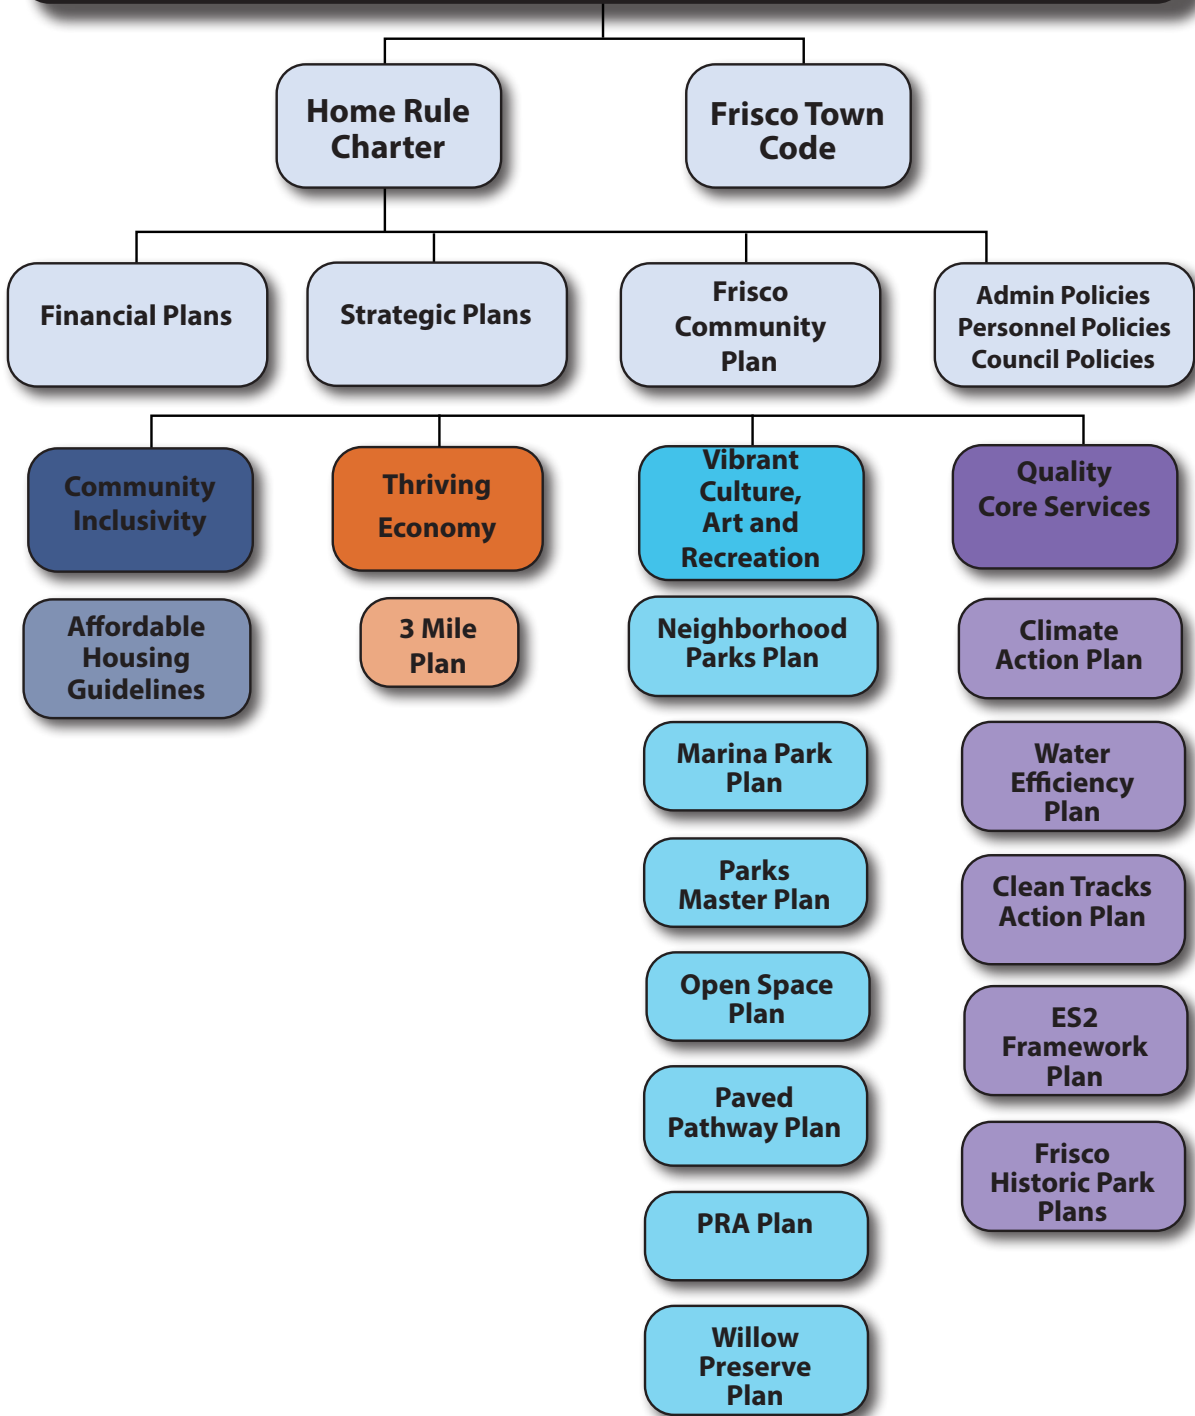 Home Rule
Charter
Frisco Town
Code
Financial Plans
Strategic Plans
Frisco
Community
Plan
Admin Policies
Personnel Policies
Council Policies
Community
Inclusivity
Thriving
Economy
Vibrant
Culture,
Art and
Recreation
Quality
Core Services
Affordable
Housing
Guidelines
3 Mile
Plan
Neighborhood
Parks Plan
Marina Park
Plan
Parks
Master Plan
Open Space
Plan
Paved
Pathway Plan
PRA Plan
Willow
Preserve
Plan
Climate
Action Plan
Water
Efficiency
Plan
Clean Tracks
Action Plan
ES2
Framework
Plan
Frisco
Historic Park
Plans